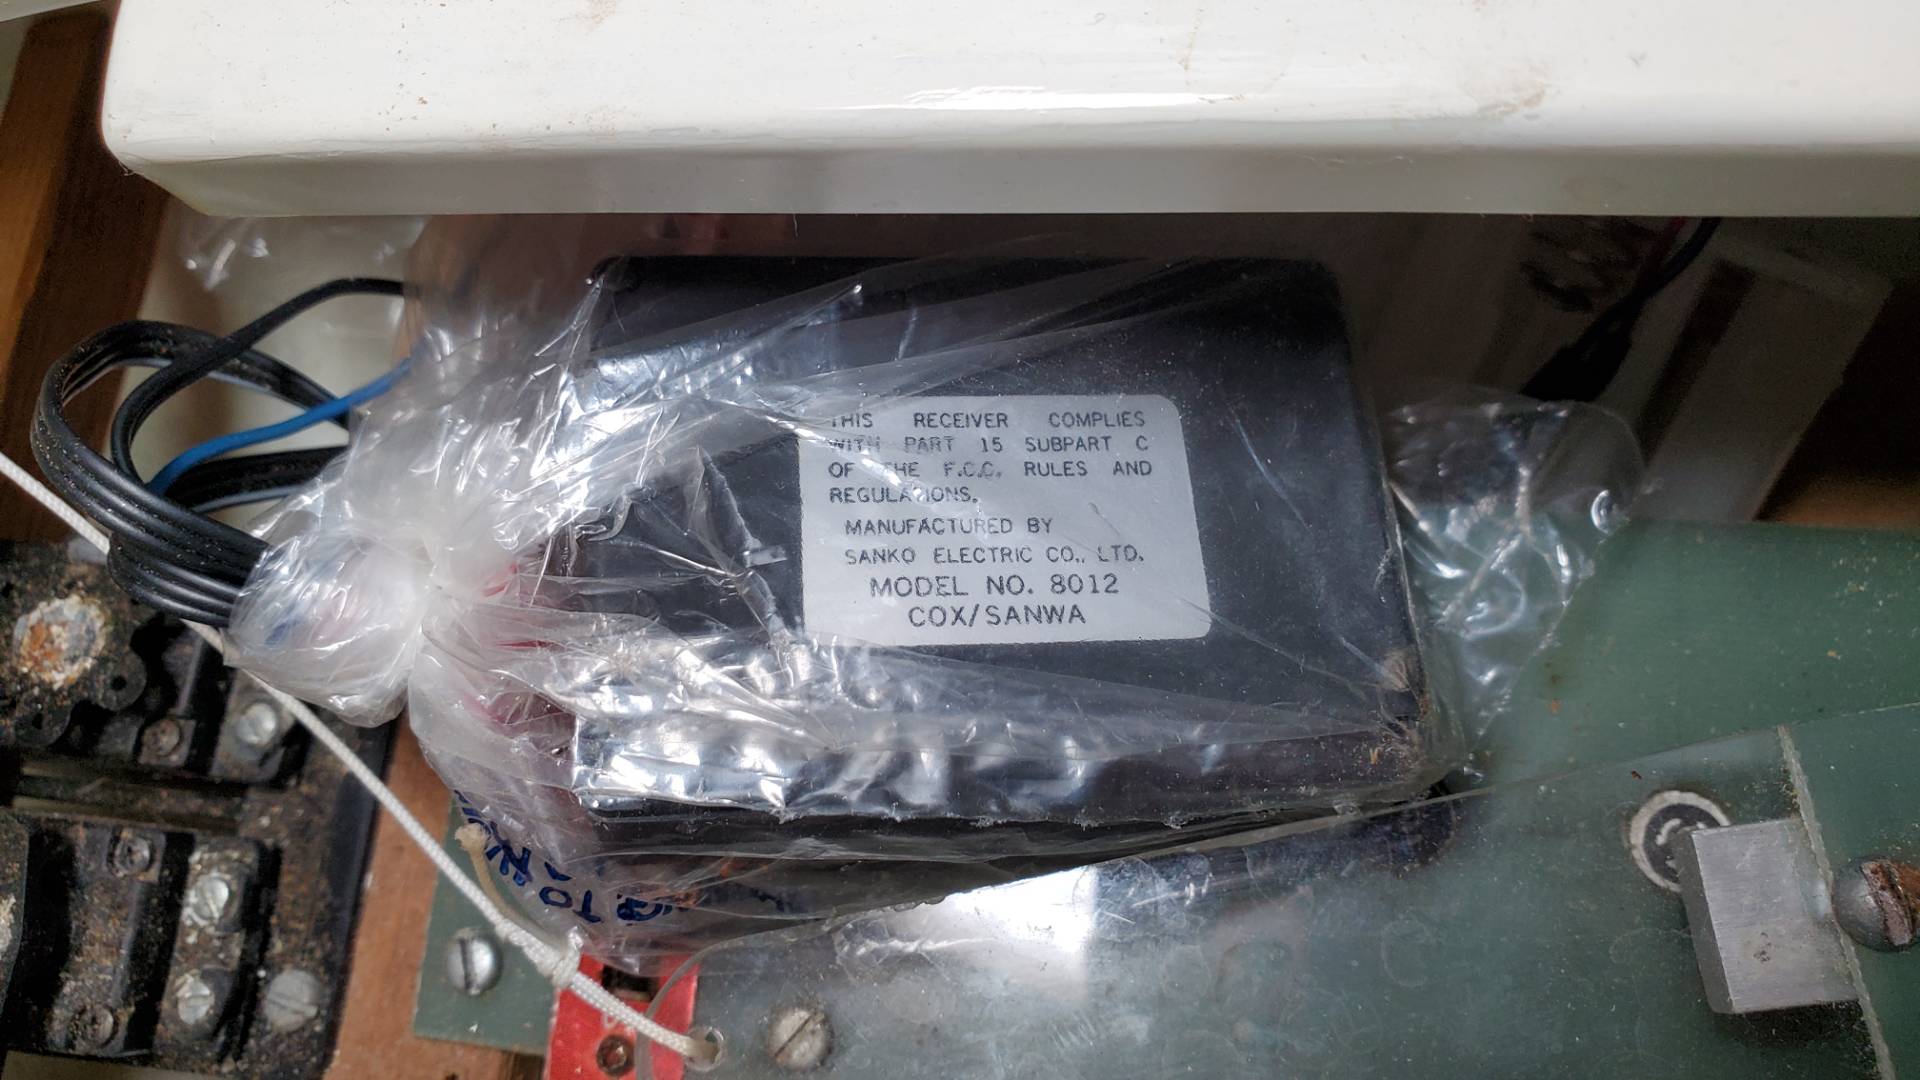 THIS RECEIVER COMPLIES
WITH PART 15 SUBPART C
OF THE F.C.C. RULES AND
REGULATIONS.
MANUFACTURED BY
SANKO ELECTRIC CO., LTD.
MODEL NO. 8012
COX/SANWA
TO